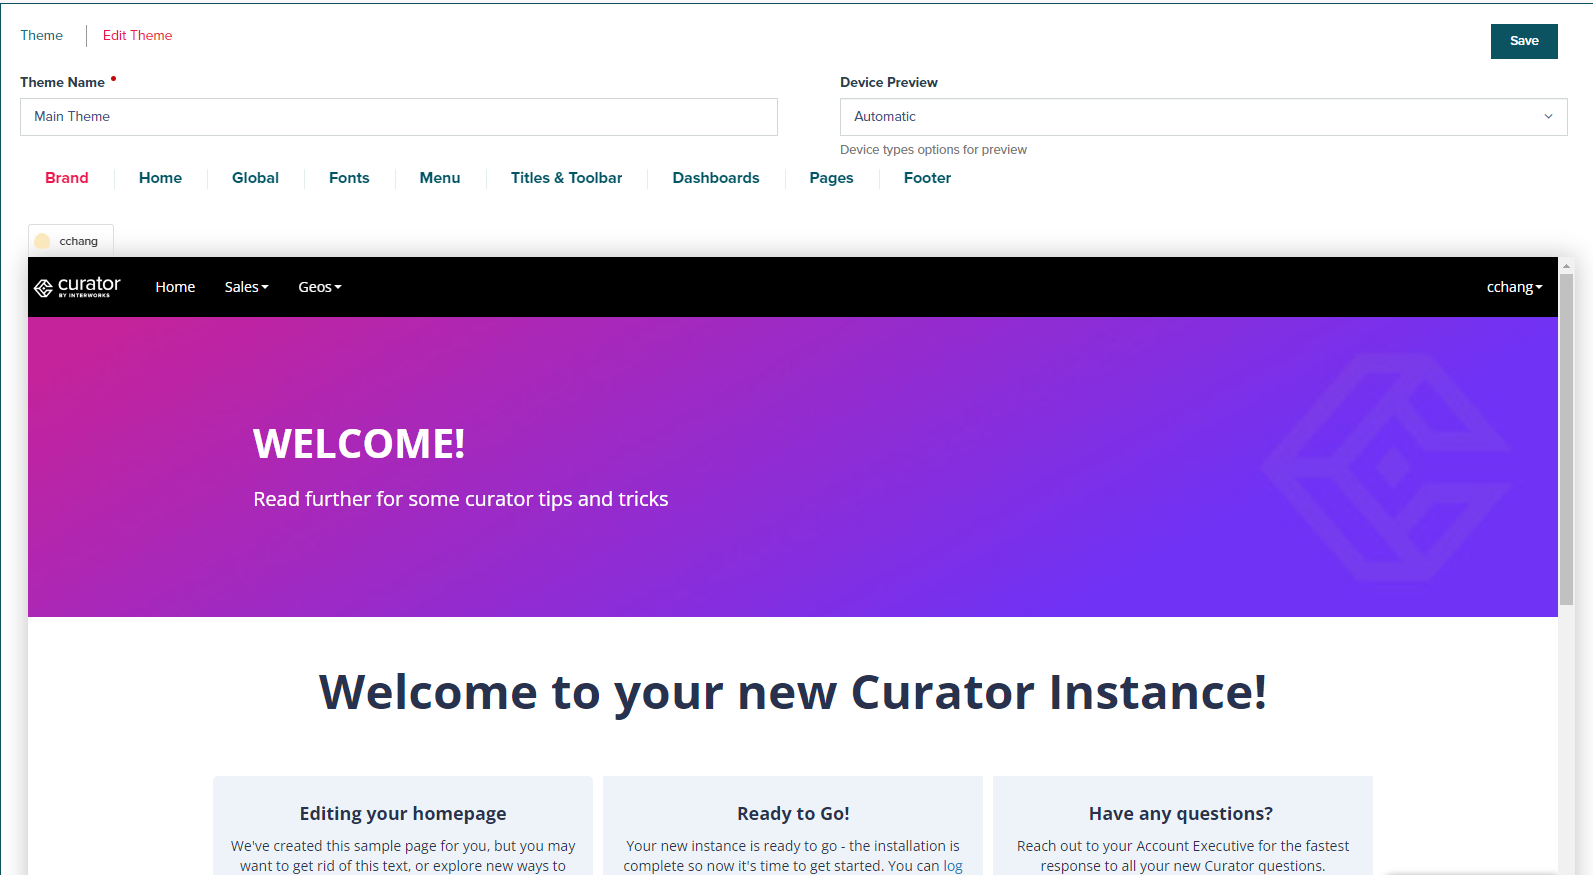 Theme
Edit Theme
Save
Theme Name
Device Preview
Main Theme
Automatic
Device types options for preview
Brand
Home
Global
Fonts
Menu
Titles & Toolbar
Dashboards
Pages
Footer
cchang
curator
BY INTERWORKS
Home
Sales
Geos
cchang
WELCOME!
Read further for some curator tips and tricks
Welcome to your new Curator Instance!
Editing your homepage
We've created this sample page for you, but you may
want to get rid of this text, or explore new ways to
Ready to Go!
Your new instance is ready to go - the installation is
complete so now it's time to get started. You can log
Have any questions?
Reach out to your Account Executive for the fastest
response to all your new Curator questions.